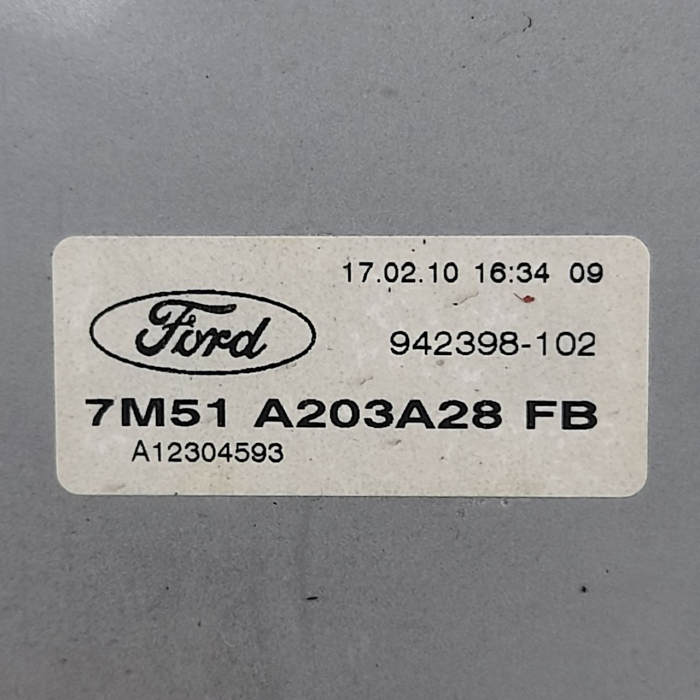 17.02.10 16:34 09
Ford
942398-102
7M51 A203A28 FB
A12304593